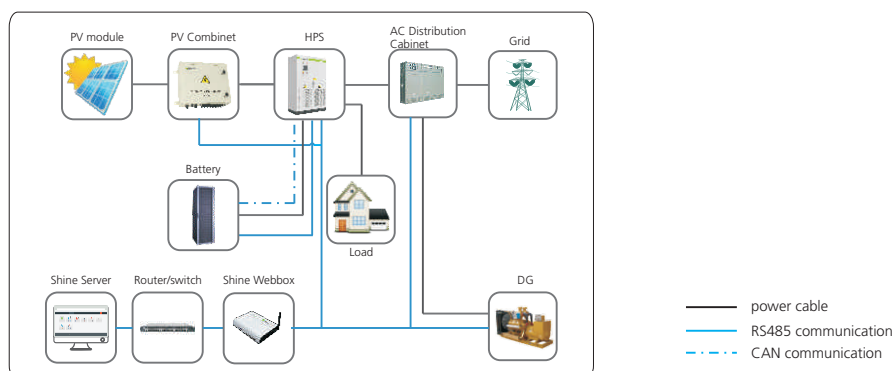 PV module
PV Combinet
HPS
AC Distribution
Cabinet
Grid
Battery
Load
Shine Server
Router/switch
Shine Webbox
DG
power cable
RS485 communication
CAN communication